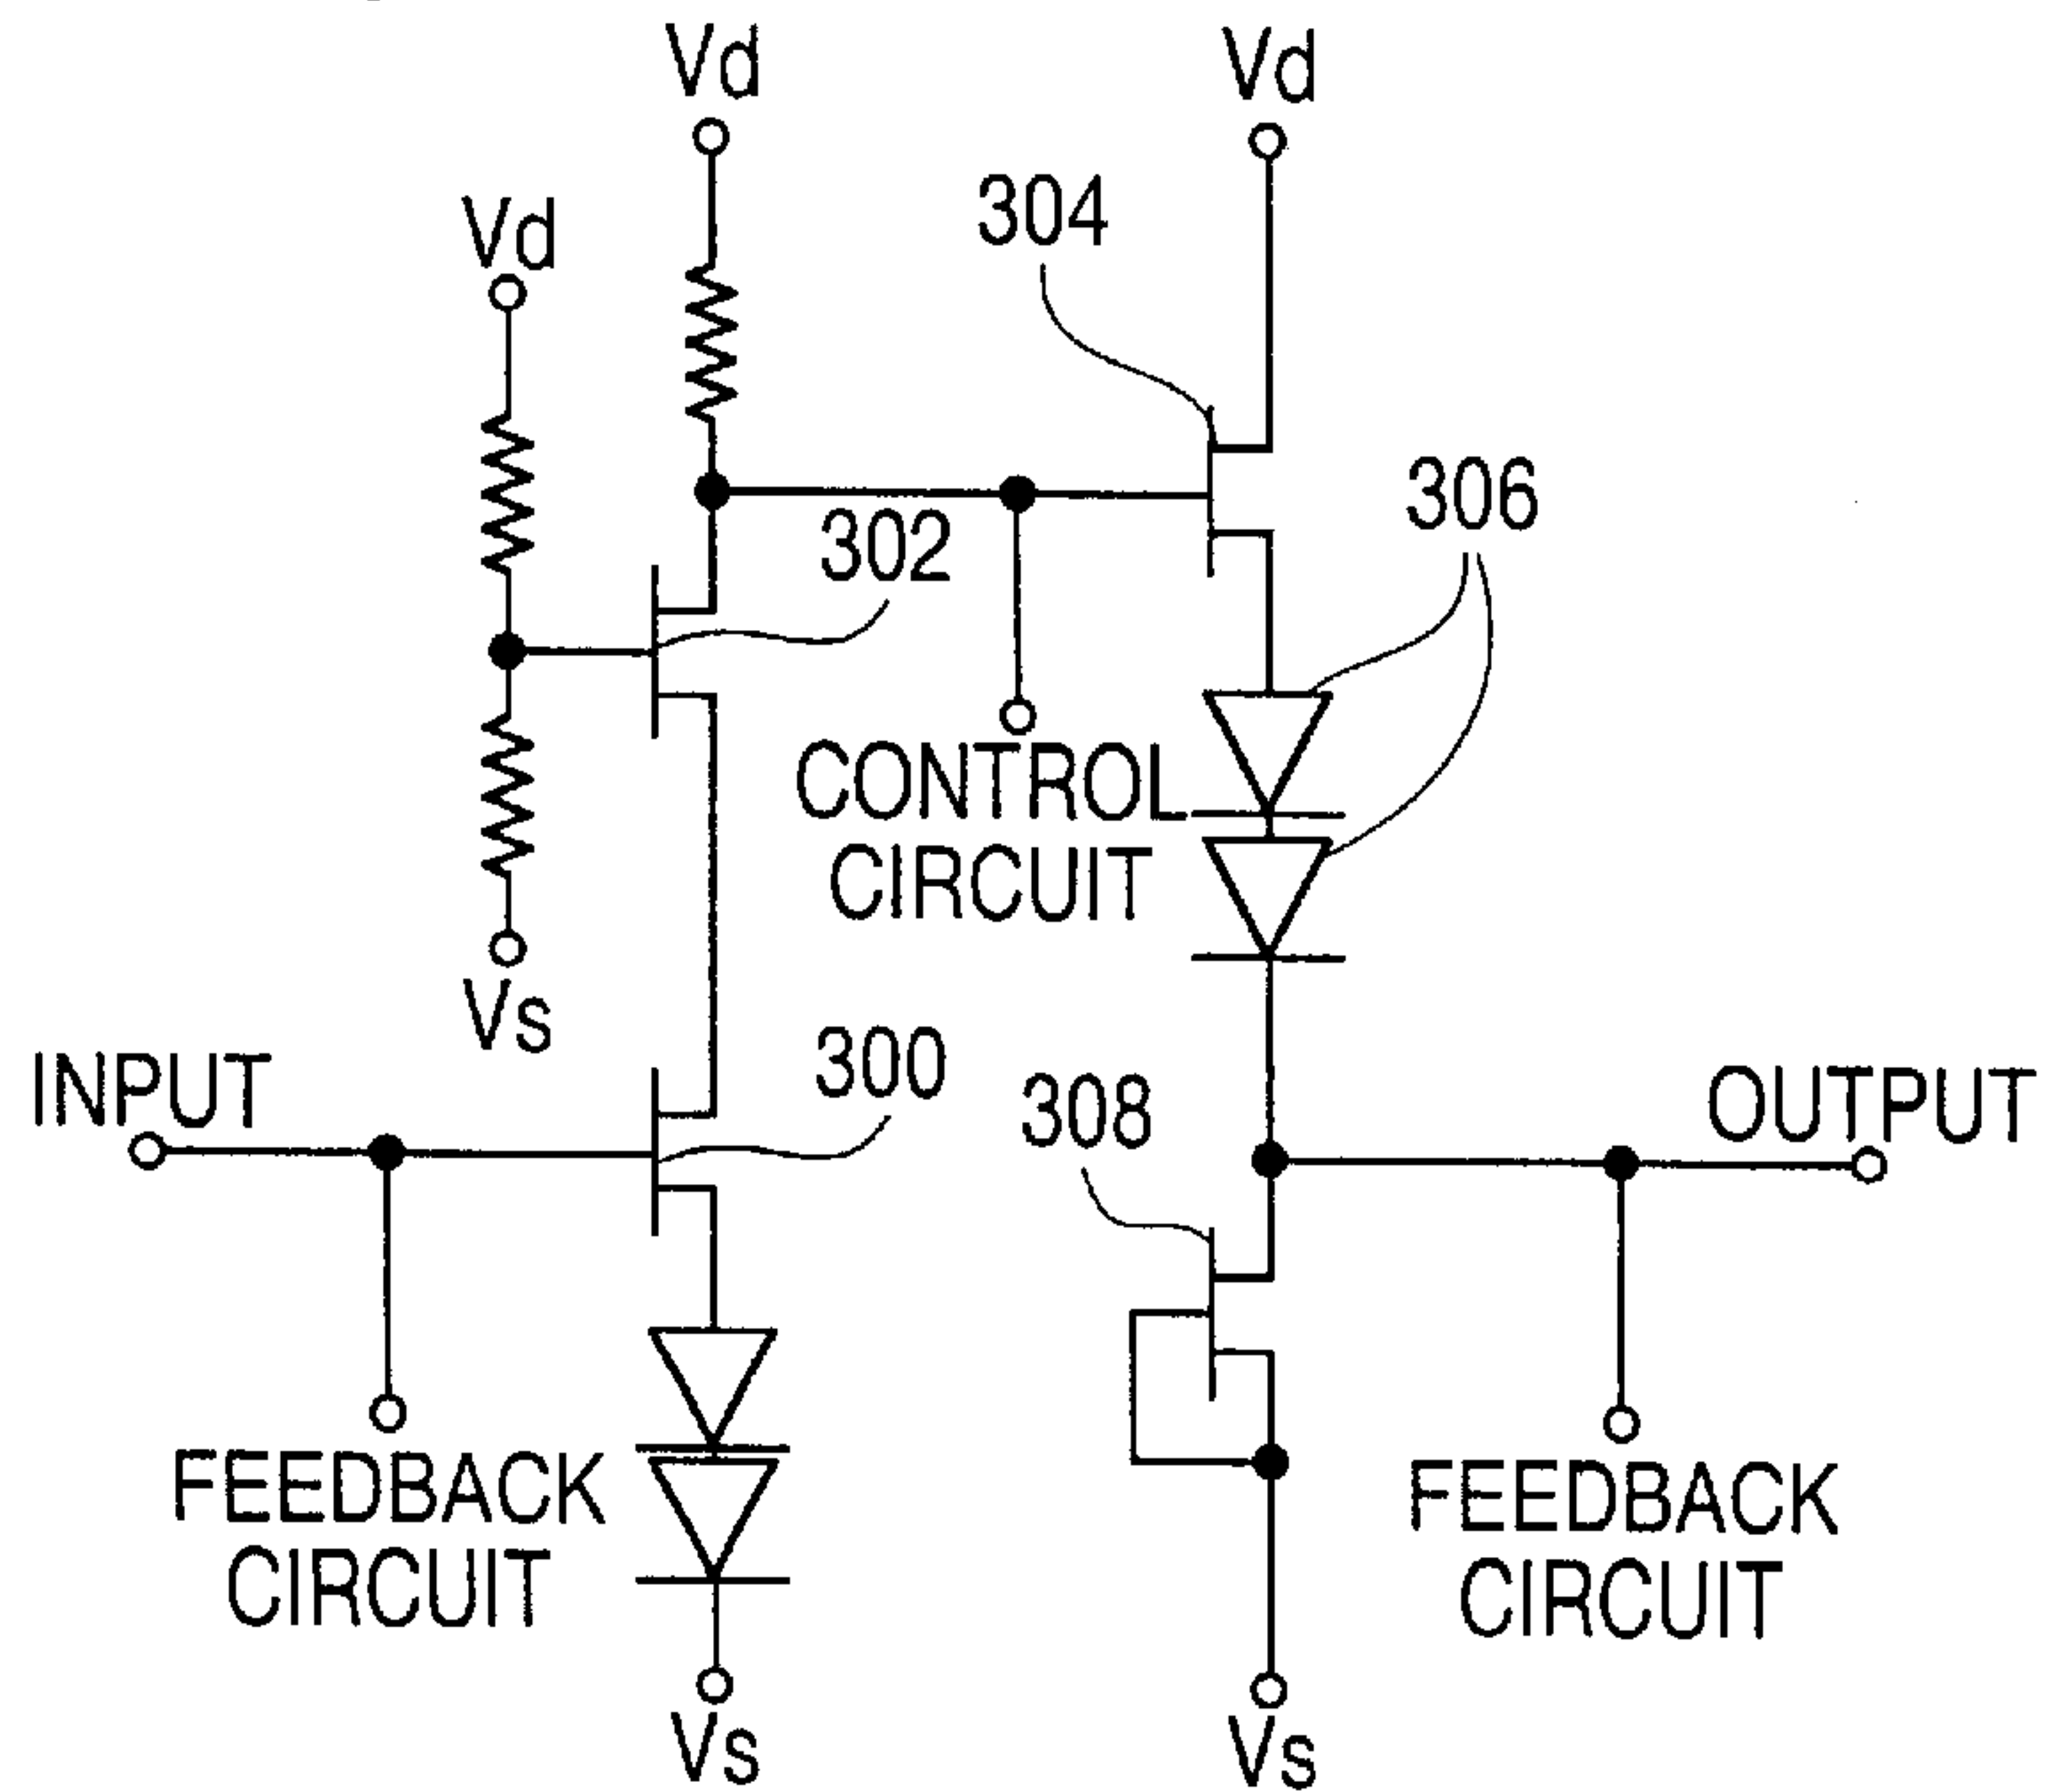 Vd
Vd
Vd
304
306
302
CONTROL
CIRCUIT
Vs
INPUT
300
308
OUTPUT
FEEDBACK
CIRCUIT
FEEDBACK
CIRCUIT
Vs
Vs